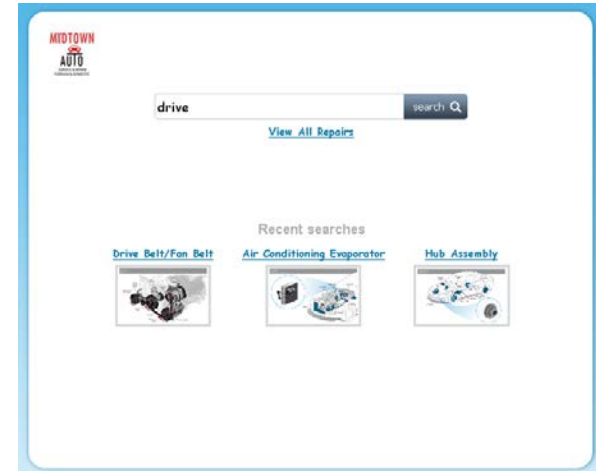 MIDTOWN
AUTO
drive
search
View All Repairs
Recent searches
Drive Belt/Fan Belt
Air Conditioning Evaporator
Hub Assembly